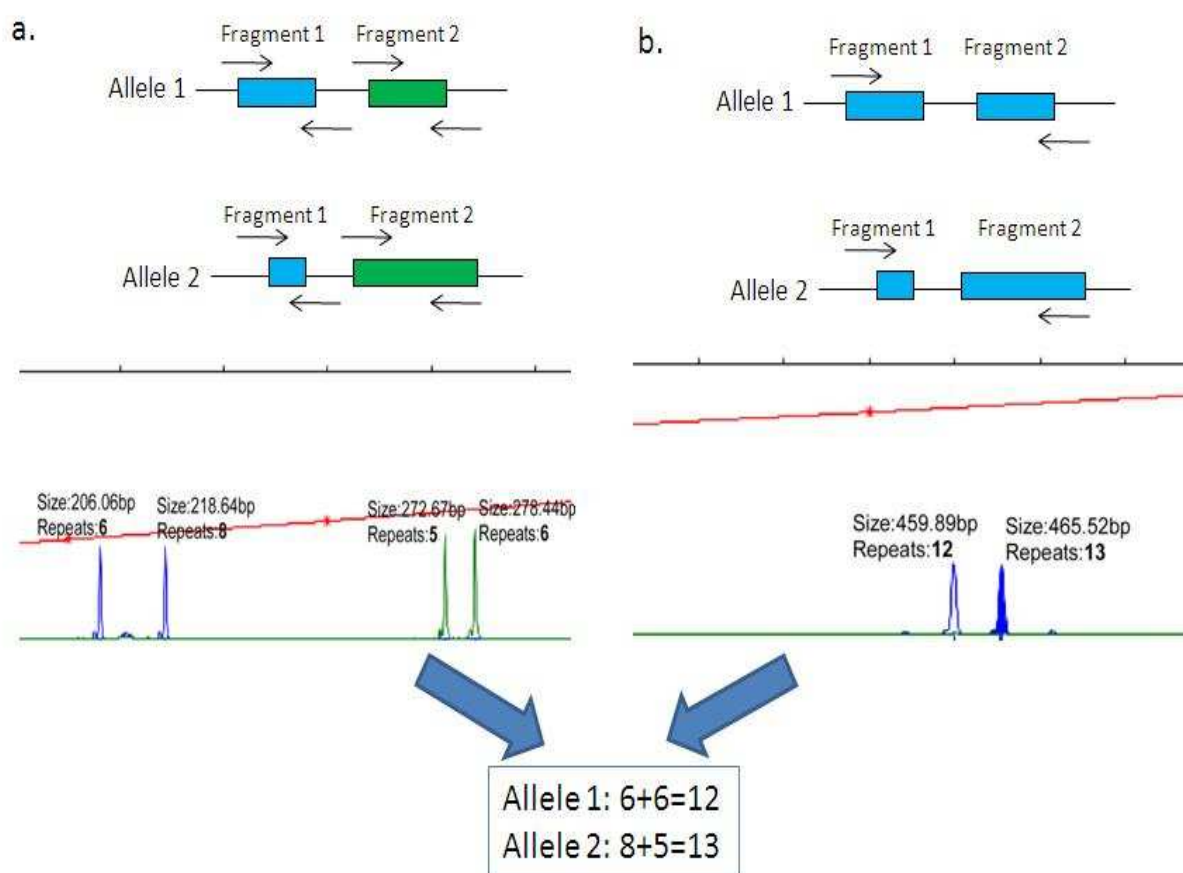 a.
Fragment 1 Fragment 2
Allele 1
Fragment 1 Fragment 2
Allele 2
Size:206.06bp
Repeats:6
Size:218.64bp
Repeats:8
Size:272.67bp
Repeats:5
Size:278.44bp
Repeats:6
b.
Fragment 1 Fragment 2
Allele 1
Fragment 1 Fragment 2
Allele 2
Size:459.89bp
Repeats:12
Size:465.52bp
Repeats:13
Allele 1: 6+6=12
Allele 2: 8+5=13